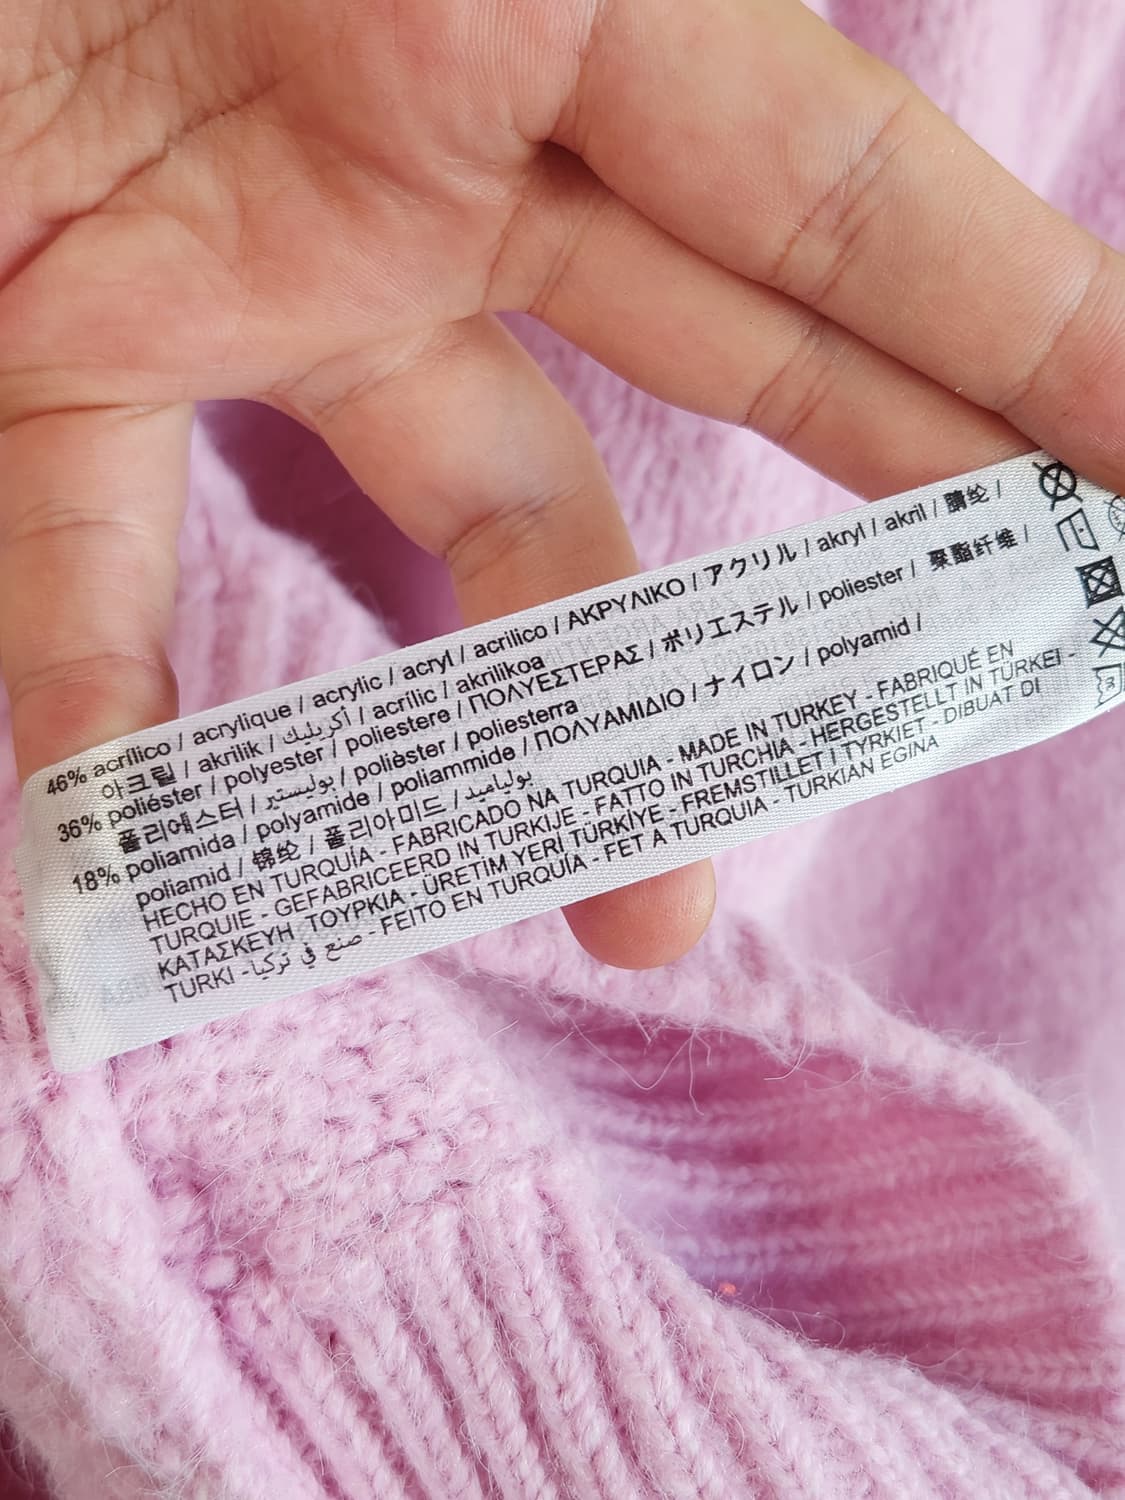 46% acrílico / acrylique / acrylic / acryl / acrilico / ΑΚΡΥΛΙΚΟ / アクリル / akryl / akril / 腈纶 /
아크릴 / akrilik / أكريليك / acrílic / akrilikoa
36% poliéster / polyester / poliestere / ΠΟΛΥΕΣΤΕΡΑΣ / ポリエステル / poliester / 聚酯纤维 /
폴리에스터 / بوليستير / polièster / poliesterra
18% poliamida / polyamide / poliammide / ΠΟΛΥΑΜΙΔΙΟ / ナイロン / polyamid /
poliamid / 锦纶 / 폴리아미드 / بولياميد
HECHO EN TURQUÍA - FABRICADO NA TURQUIA - MADE IN TURKEY - FABRIQUÉ EN
TURQUIE - GEFABRICEERD IN TURKIJE - FATTO IN TURCHIA - HERGESTELLT IN TÜRKEI -
ΚΑΤΑΣΚΕΥΗ ΤΟΥΡΚΙΑ - ÜRETIM YERİ TÜRKİYE - FREMSTILLET I TYRKIET - DIBUAT DI
TURKI - صنع في تركيا - FEITO EN TURQUÍA - FET A TURQUIA - TURKIAN EGINA